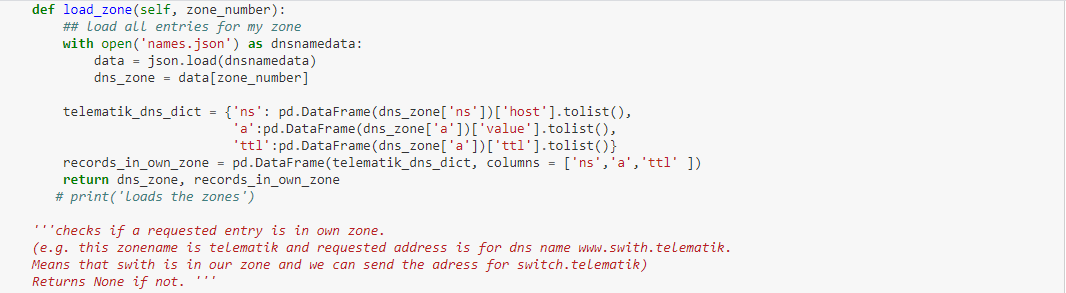 def load_zone(self, zone_number):
## load all entries for my zone
with open('names.json') as dnsnamedata:
data = json.load(dnsnamedata)
dns_zone = data[zone_number]
telematik_dns_dict = {'ns': pd.DataFrame(dns_zone['ns'])['host'].tolist(),
'a':pd.DataFrame(dns_zone['a'])['value'].tolist(),
'ttl':pd.DataFrame(dns_zone['a'])['ttl'].tolist()}
records_in_own_zone = pd.DataFrame(telematik_dns_dict, columns = ['ns','a','ttl' ])
return dns_zone, records_in_own_zone
# print('loads the zones')
'''checks if a requested entry is in own zone.
(e.g. this zonename is telematik and requested address is for dns name www.swith.telematik.
Means that swith is in our zone and we can send the adress for switch.telematik)
Returns None if not. '''